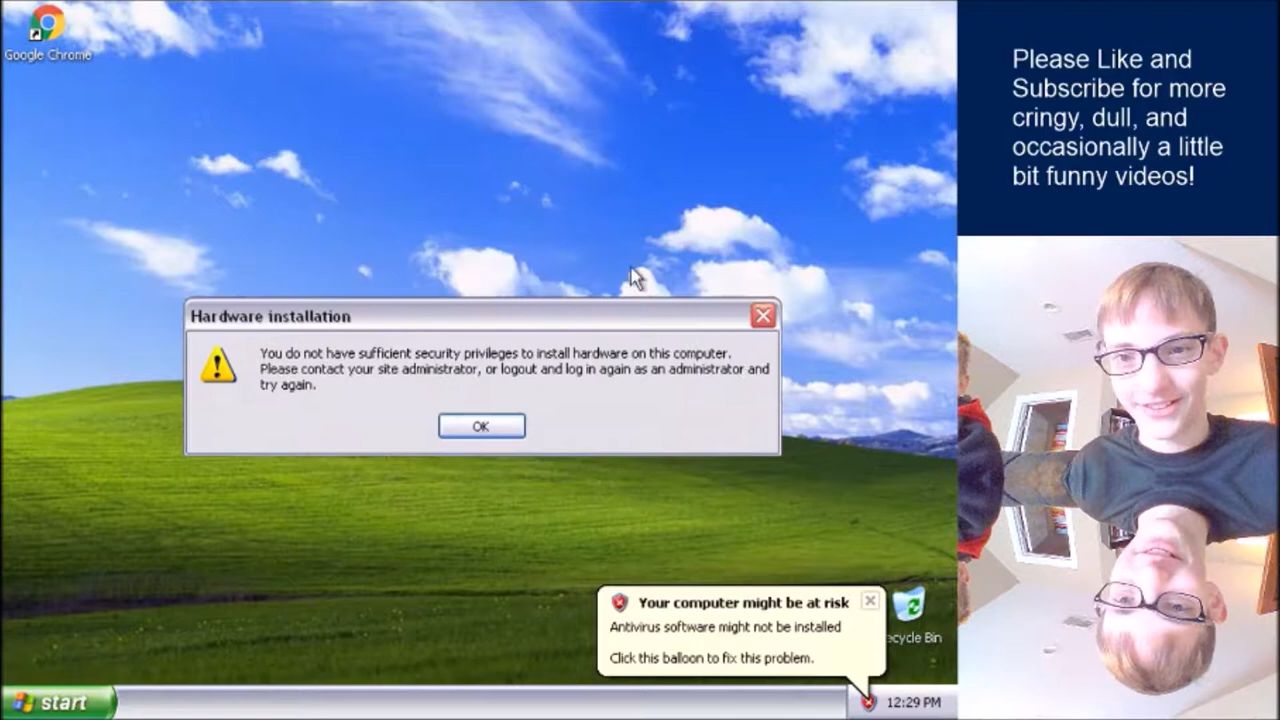 Google Chrome
Please Like and
Subscribe for more
cringy, dull, and
occasionally a little
bit funny videos!
Hardware installation
You do not have sufficient security privileges to install hardware on this computer.
Please contact your site administrator, or logout and log in again as an administrator and
try again.
OK
Your computer might be at risk
Antivirus software might not be installed
Click this balloon to fix this problem.
ecycle Bin
start
12:29 PM